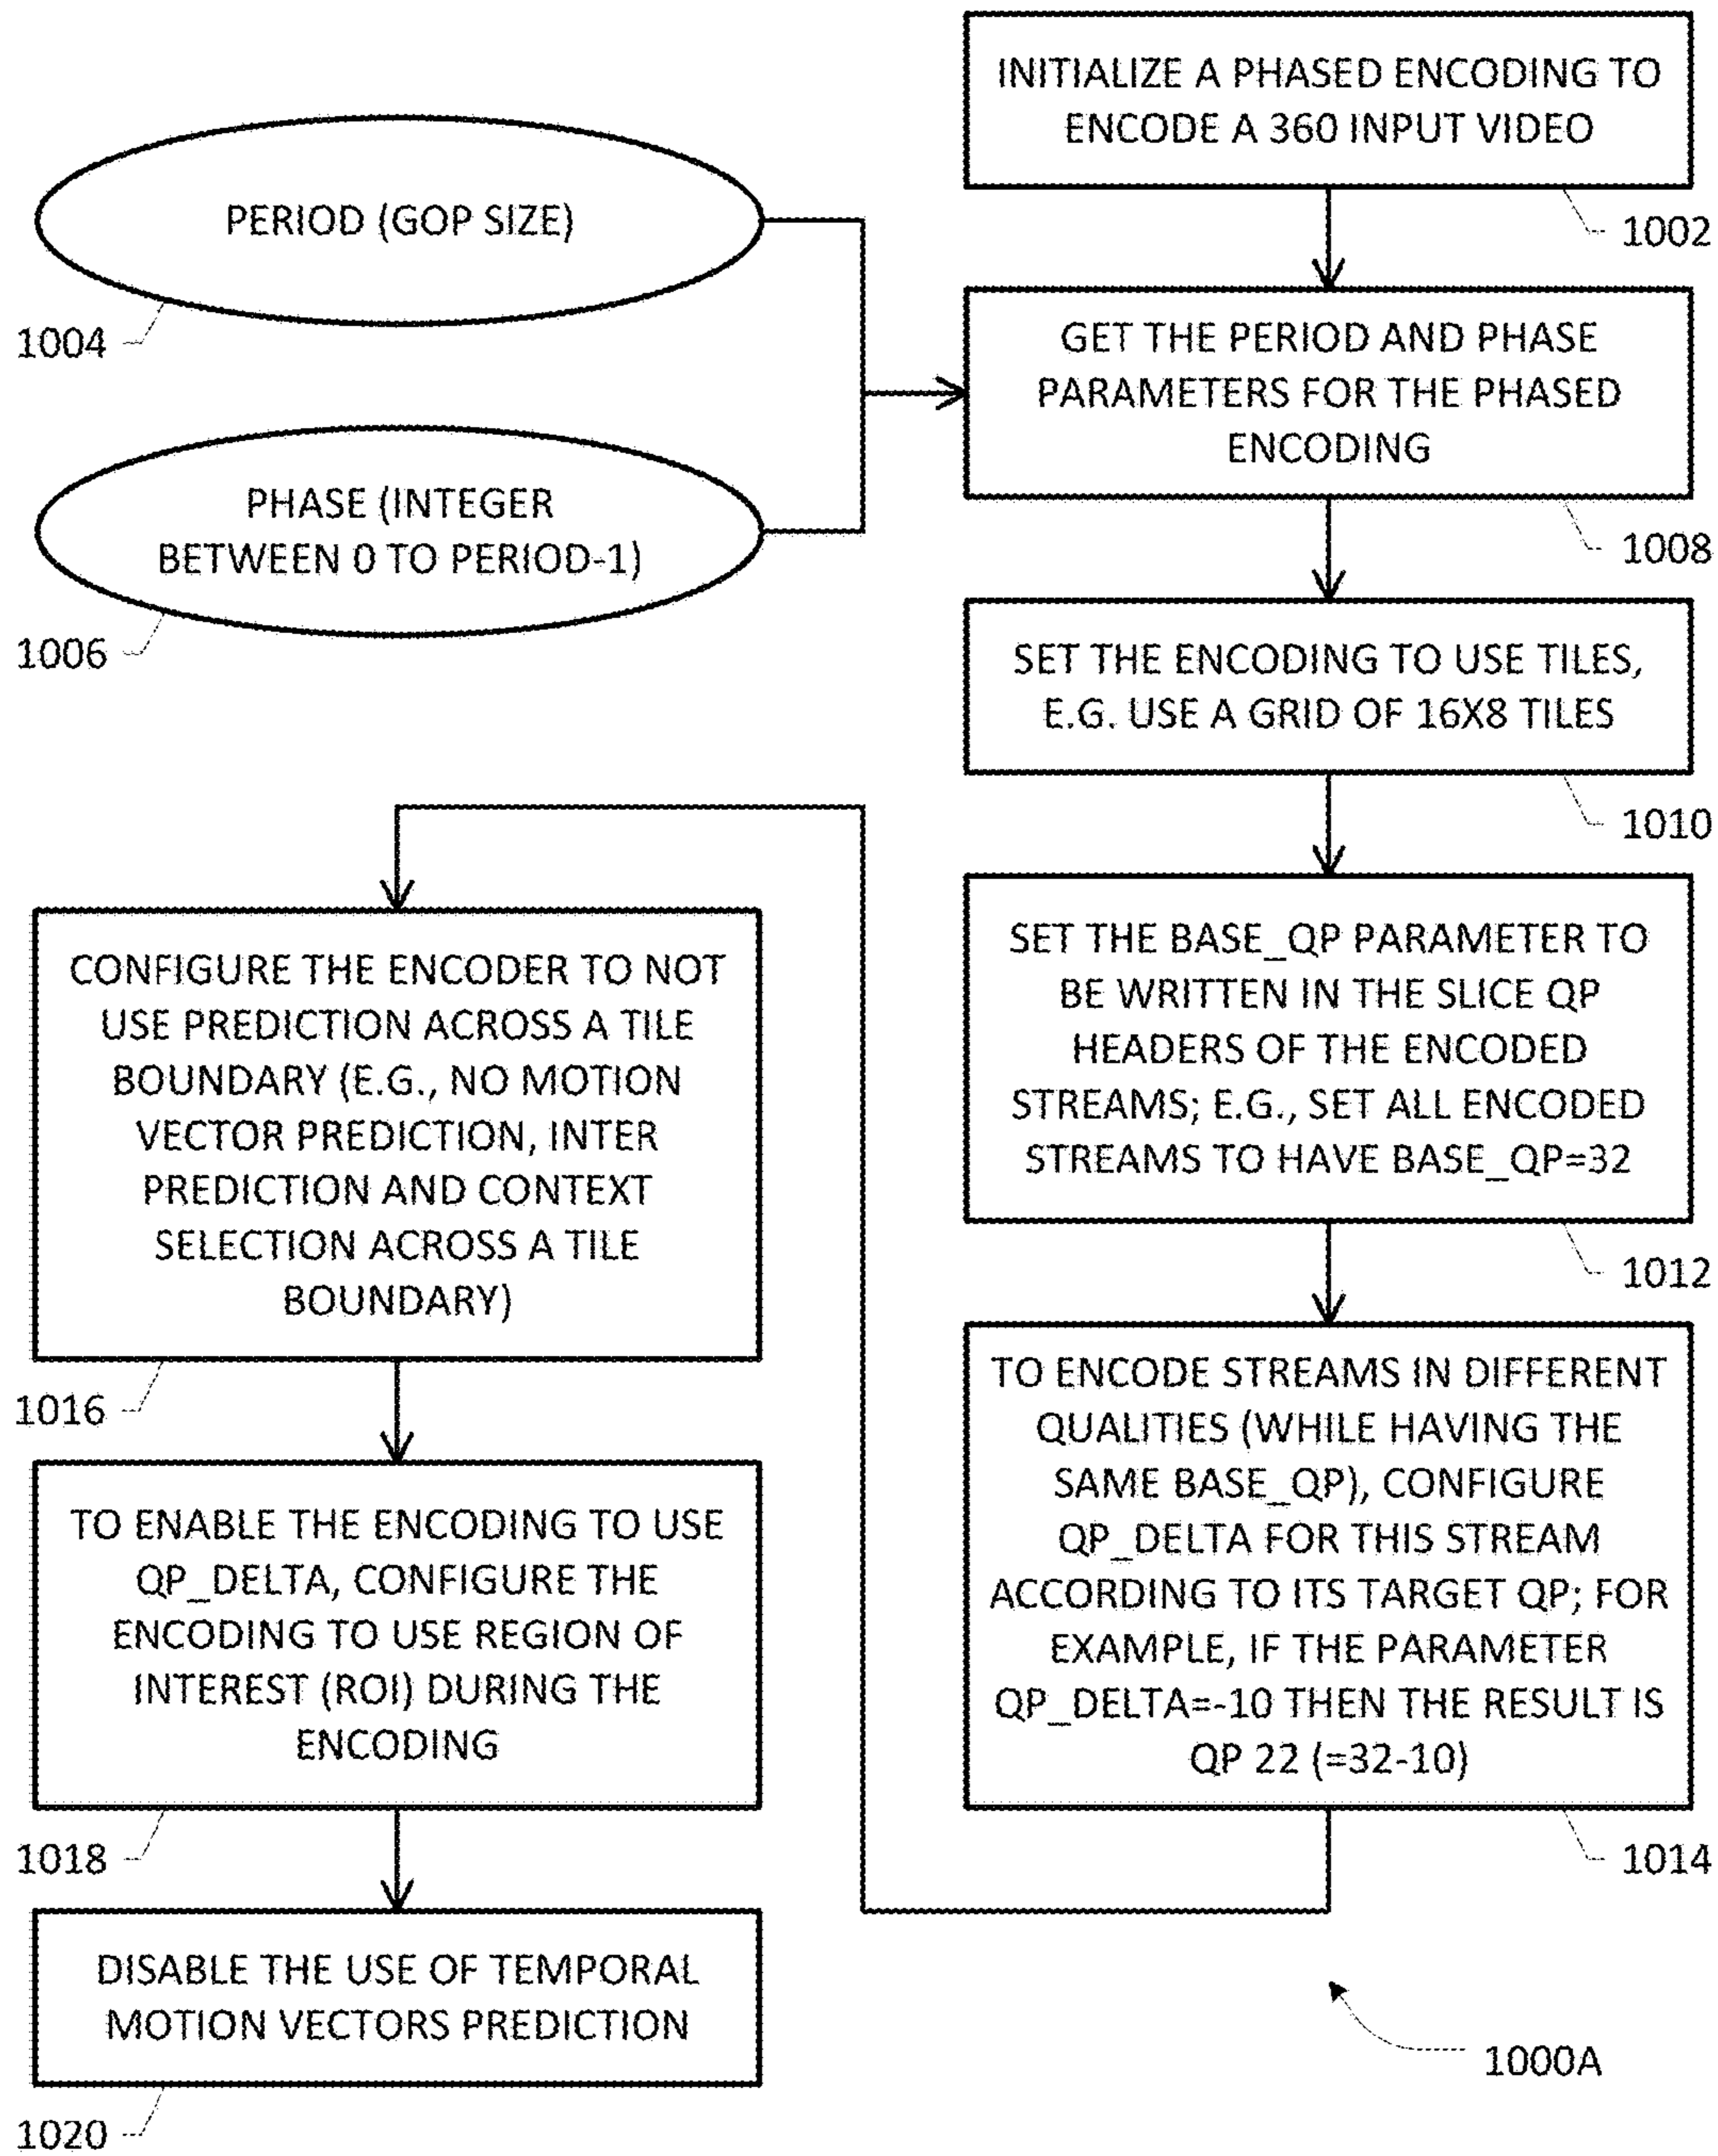 INITIALIZE A PHASED ENCODING TO
ENCODE A 360 INPUT VIDEO
1002
PERIOD (GOP SIZE)
1004
PHASE (INTEGER
BETWEEN 0 TO PERIOD-1)
1006
GET THE PERIOD AND PHASE
PARAMETERS FOR THE PHASED
ENCODING
1008
SET THE ENCODING TO USE TILES,
E.G. USE A GRID OF 16X8 TILES
1010
SET THE BASE_QP PARAMETER TO
BE WRITTEN IN THE SLICE QP
HEADERS OF THE ENCODED
STREAMS; E.G., SET ALL ENCODED
STREAMS TO HAVE BASE_QP=32
1012
TO ENCODE STREAMS IN DIFFERENT
QUALITIES (WHILE HAVING THE
SAME BASE_QP), CONFIGURE
QP_DELTA FOR THIS STREAM
ACCORDING TO ITS TARGET QP; FOR
EXAMPLE, IF THE PARAMETER
QP_DELTA=-10 THEN THE RESULT IS
QP 22 (=32-10)
1014
CONFIGURE THE ENCODER TO NOT
USE PREDICTION ACROSS A TILE
BOUNDARY (E.G., NO MOTION
VECTOR PREDICTION, INTER
PREDICTION AND CONTEXT
SELECTION ACROSS A TILE
BOUNDARY)
1016
TO ENABLE THE ENCODING TO USE
QP_DELTA, CONFIGURE THE
ENCODING TO USE REGION OF
INTEREST (ROI) DURING THE
ENCODING
1018
DISABLE THE USE OF TEMPORAL
MOTION VECTORS PREDICTION
1020
1000A